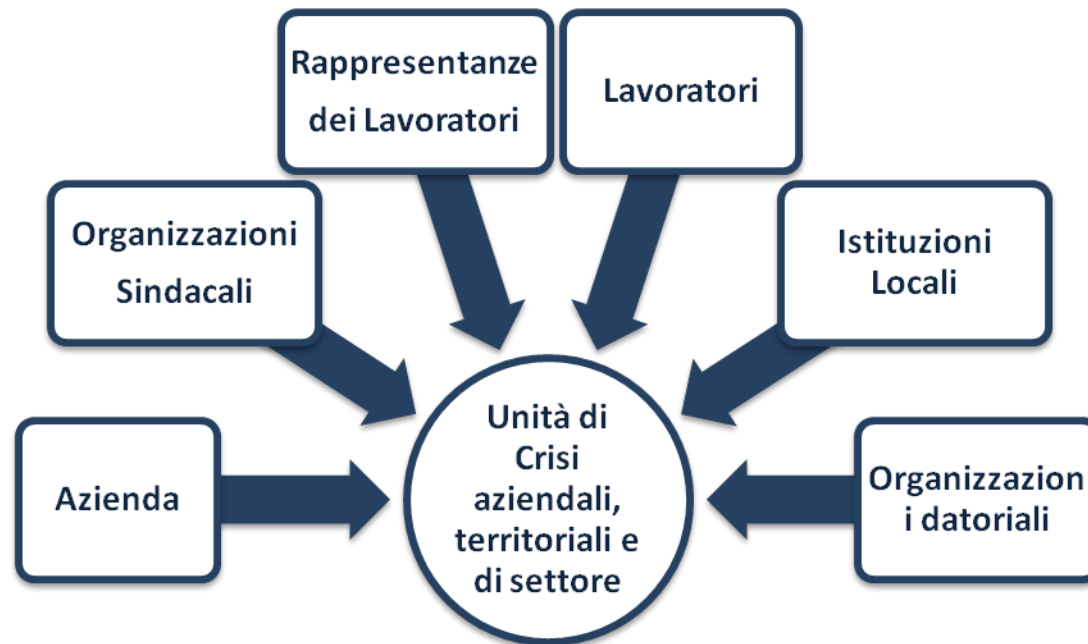 Rappresentanze
dei Lavoratori
Lavoratori
Organizzazioni
Sindacali
Istituzioni
Locali
Azienda
Unità di
Crisi
aziendali,
territoriali e
di settore
Organizzazion
i datoriali